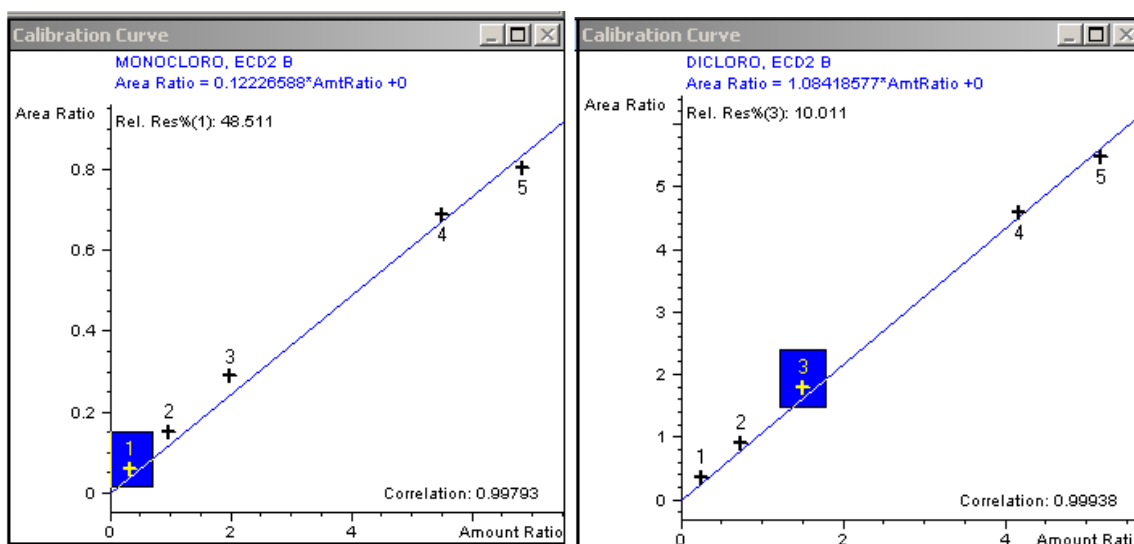 Calibration Curve
MONOCLORO, ECD2 B
Area Ratio = 0.12226588*AmtRatio +0
Area Ratio
Rel. Res%(1): 48.511
0.8
0.6
0.4
0.2
0
1
2
3
4
5
Correlation: 0.99793
0
2
4
Amount Ratio
Calibration Curve
DICLORO, ECD2 B
Area Ratio = 1.08418577*AmtRatio +0
Area Ratio
Rel. Res%(3): 10.011
5
4
3
2
1
0
1
2
3
4
5
Correlation: 0.99938
0
2
4
Amount Rati